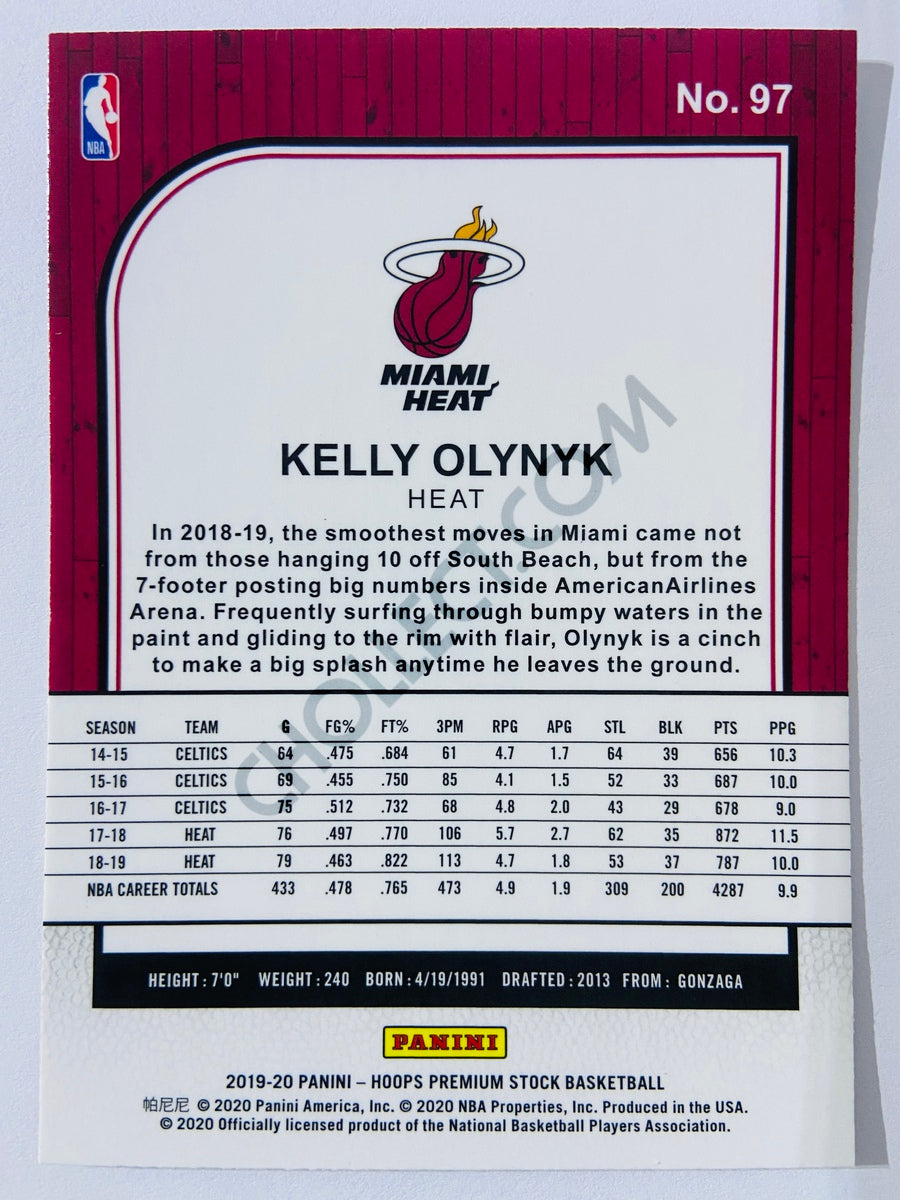 No. 97
NBA
MIAMI
HEAT
KELLY OLYNYK
HEAT
In 2018-19, the smoothest moves in Miami came not
from those hanging 10 off South Beach, but from the
7-footer posting big numbers inside AmericanAirlines
Arena. Frequently surfing through bumpy waters in the
paint and gliding to the rim with flair, Olynyk is a cinch
to make a big splash anytime he leaves the ground.
CHOLLECT.COM
SEASON TEAM G FG% FT% 3PM RPG APG STL BLK PTS PPG
14-15 CELTICS 64 .475 .684 61 4.7 1.7 64 39 656 10.3
15-16 CELTICS 69 .455 .750 85 4.1 1.5 52 33 687 10.0
16-17 CELTICS 75 .512 .732 68 4.8 2.0 43 29 678 9.0
17-18 HEAT 76 .497 .770 106 5.7 2.7 62 35 872 11.5
18-19 HEAT 79 .463 .822 113 4.7 1.8 53 37 787 10.0
NBA CAREER TOTALS 433 .478 .765 473 4.9 1.9 309 200 4287 9.9
HEIGHT: 7'0" WEIGHT: 240 BORN: 4/19/1991 DRAFTED: 2013 FROM: GONZAGA
PANINI
2019-20 PANINI – HOOPS PREMIUM STOCK BASKETBALL
帕尼尼 © 2020 Panini America, Inc. © 2020 NBA Properties, Inc. Produced in the USA.
© 2020 Officially licensed product of the National Basketball Players Association.